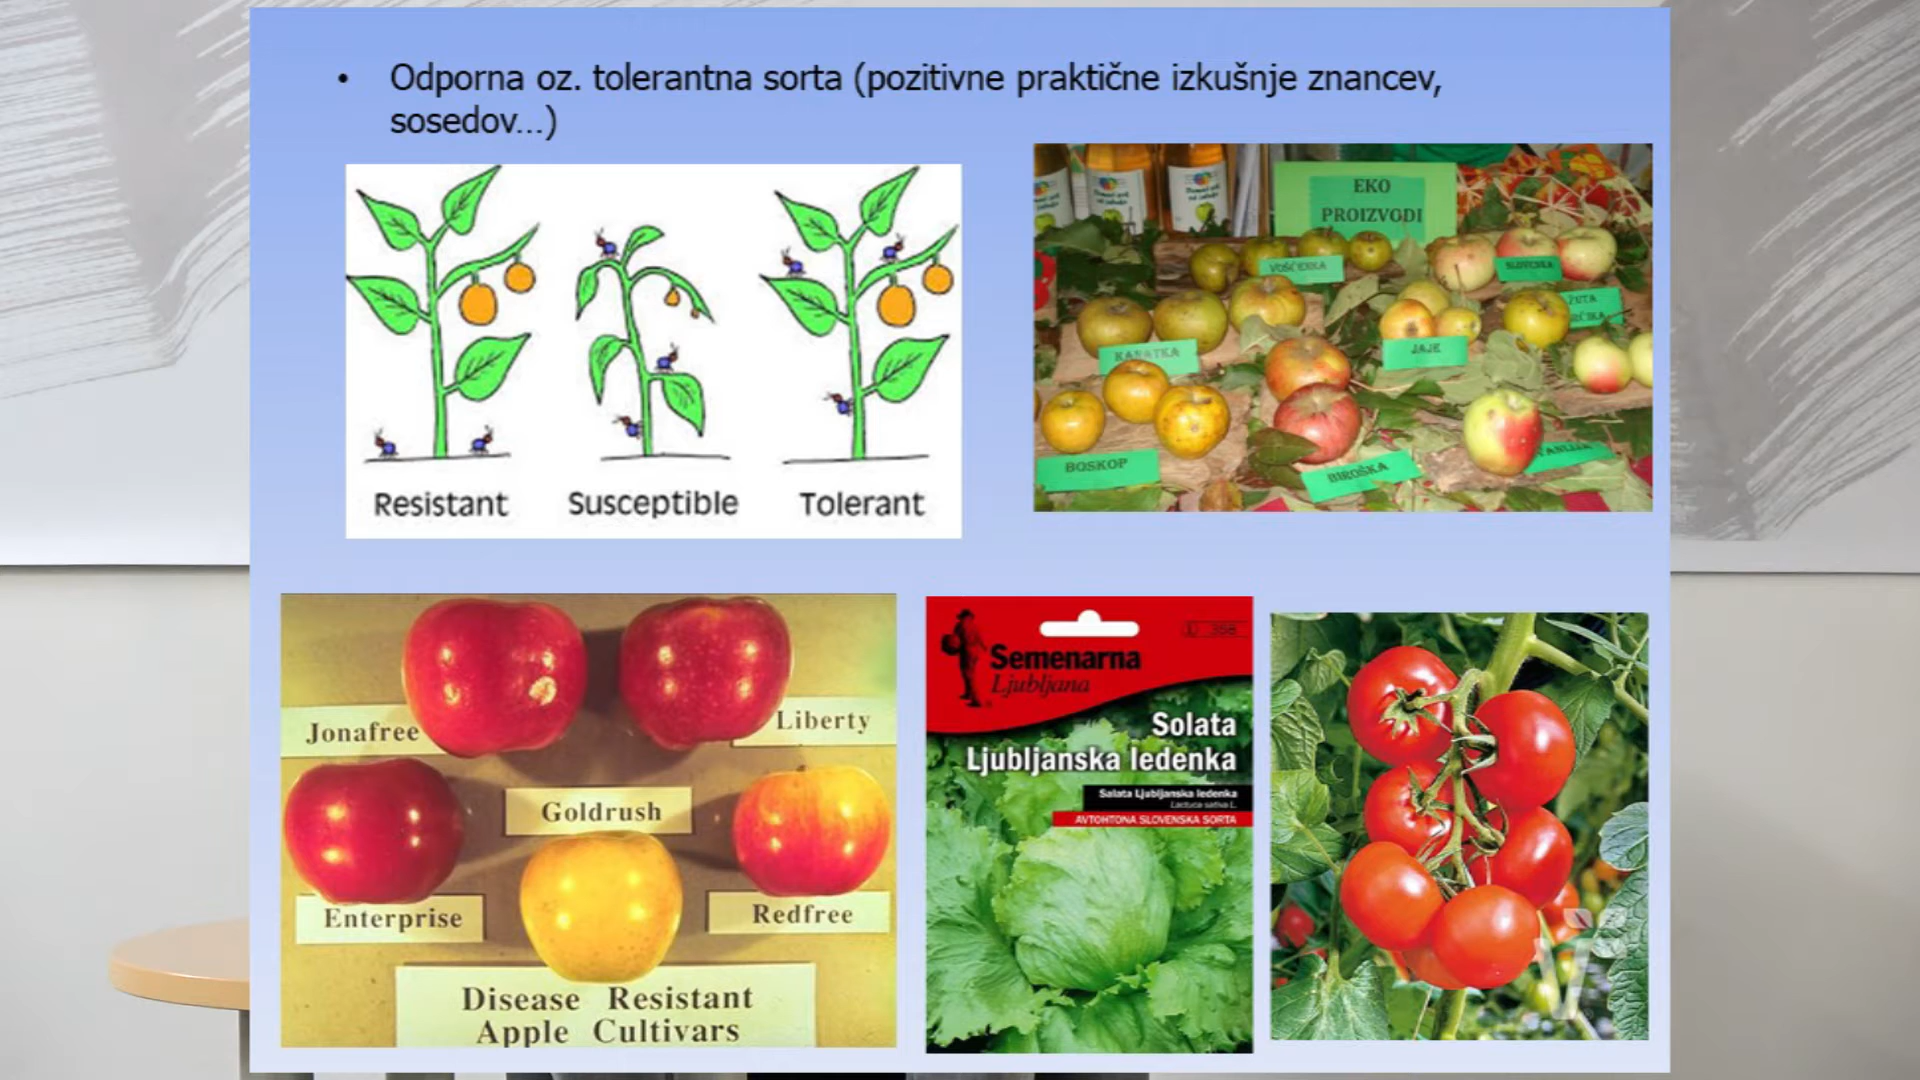 • Odporna oz. tolerantna sorta (pozitivne praktične izkušnje znancev,
sosedov...)
Resistant
Susceptible
Tolerant
EKO
PROIZVODI
VOŠČENKA
SLOVENKA
KANATKA
JAJE
BOSKOP
BIROŠKA
Jonafree
Liberty
Goldrush
Enterprise
Redfree
Disease Resistant
Apple Cultivars
Semenarna
Ljubljana
Solata
Ljubljanska ledenka
Salata Ljubljanska ledenka
Lactuca sativa L.
AVTOHTONA SLOVENSKA SORTA